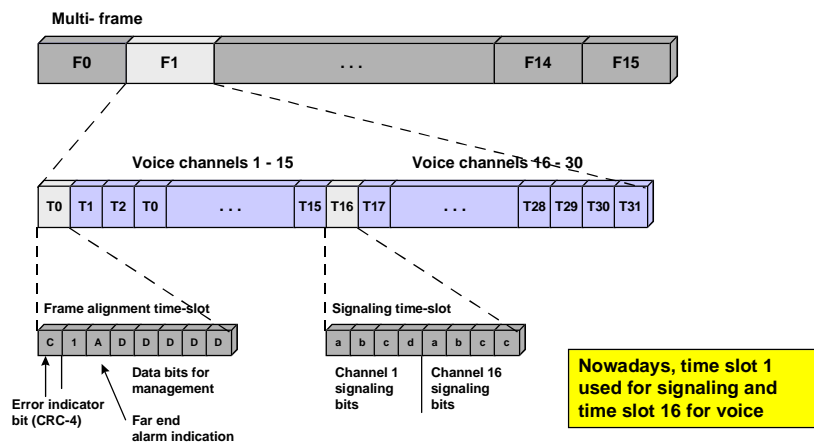 Multi- frame
F0 F1 . . . F14 F15
Voice channels 1 - 15 Voice channels 16 - 30
T0 T1 T2 T0 . . . T15 T16 T17 . . . T28 T29 T30 T31
Frame alignment time-slot
C 1 A D D D D D
Data bits for
management
Error indicator
bit (CRC-4)
Far end
alarm indication
Signaling time-slot
a b c d a b c c
Channel 1
signaling
bits
Channel 16
signaling
bits
Nowadays, time slot 1
used for signaling and
time slot 16 for voice